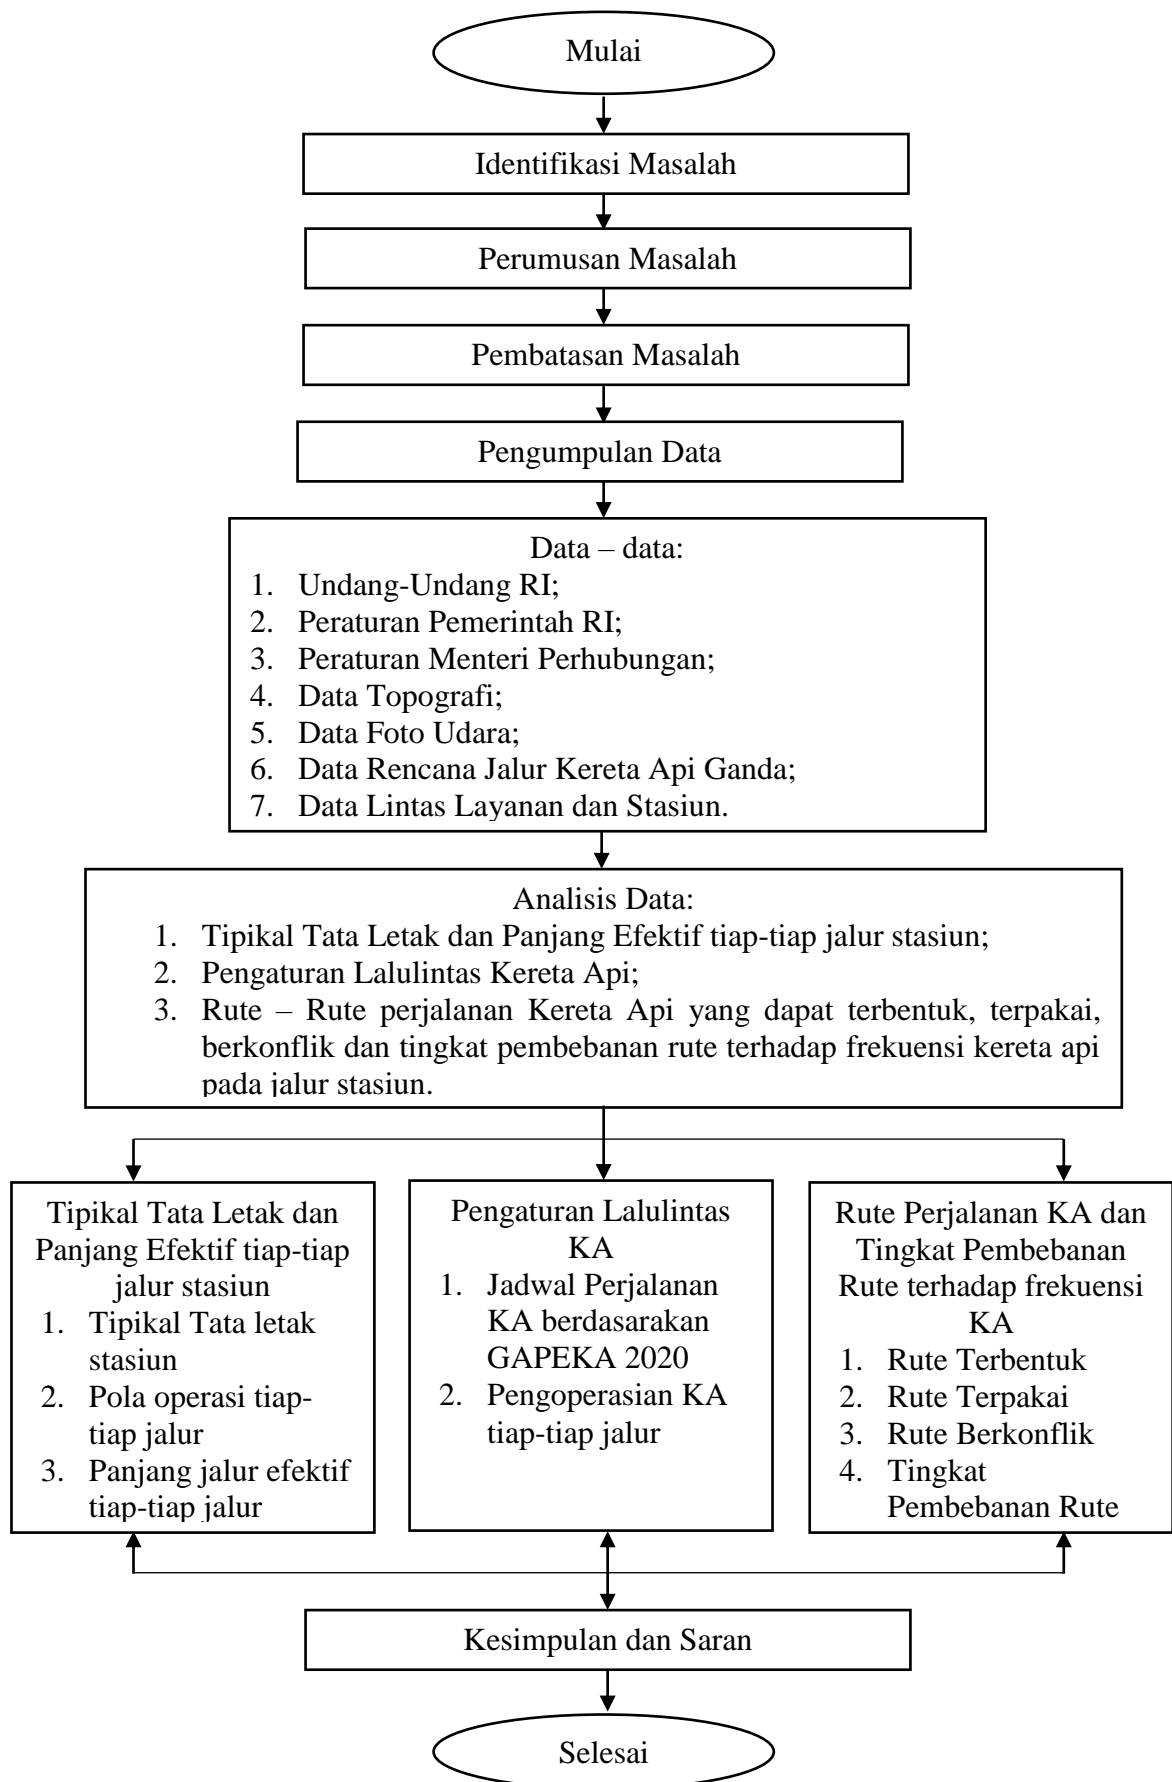 Mulai
Identifikasi Masalah
Perumusan Masalah
Pembatasan Masalah
Pengumpulan Data
Data – data:
1. Undang-Undang RI;
2. Peraturan Pemerintah RI;
3. Peraturan Menteri Perhubungan;
4. Data Topografi;
5. Data Foto Udara;
6. Data Rencana Jalur Kereta Api Ganda;
7. Data Lintas Layanan dan Stasiun.
Analisis Data:
1. Tipikal Tata Letak dan Panjang Efektif tiap-tiap jalur stasiun;
2. Pengaturan Lalulintas Kereta Api;
3. Rute – Rute perjalanan Kereta Api yang dapat terbentuk, terpakai,
berkonflik dan tingkat pembebanan rute terhadap frekuensi kereta api
pada jalur stasiun.
Tipikal Tata Letak dan
Panjang Efektif tiap-tiap
jalur stasiun
1. Tipikal Tata letak
stasiun
2. Pola operasi tiap-
tiap jalur
3. Panjang jalur efektif
tiap-tiap jalur
Pengaturan Lalulintas
KA
1. Jadwal Perjalanan
KA berdasarakan
GAPEKA 2020
2. Pengoperasian KA
tiap-tiap jalur
Rute Perjalanan KA dan
Tingkat Pembebanan
Rute terhadap frekuensi
KA
1. Rute Terbentuk
2. Rute Terpakai
3. Rute Berkonflik
4. Tingkat
Pembebanan Rute
Kesimpulan dan Saran
Selesai